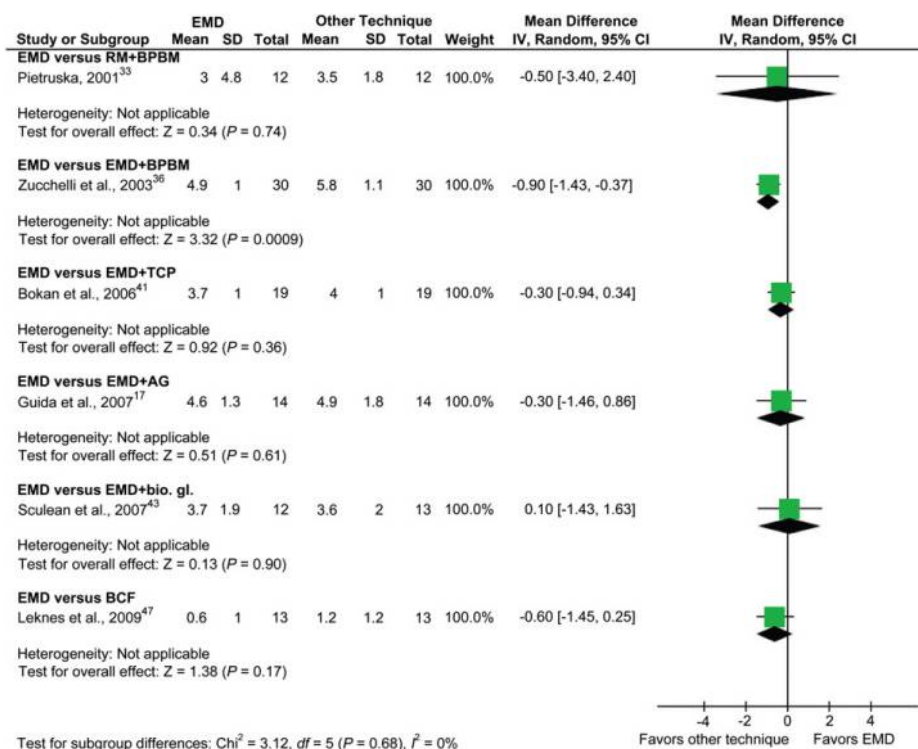 EMD Other Technique Mean Difference Mean Difference
Study or Subgroup Mean SD Total Mean SD Total Weight IV, Random, 95% CI IV, Random, 95% CI
EMD versus RM+BPBM
Pietruska, 2001³³ 3 4.8 12 3.5 1.8 12 100.0% -0.50 [-3.40, 2.40]
Heterogeneity: Not applicable
Test for overall effect: Z = 0.34 (P = 0.74)
EMD versus EMD+BPBM
Zucchelli et al., 2003³⁶ 4.9 1 30 5.8 1.1 30 100.0% -0.90 [-1.43, -0.37]
Heterogeneity: Not applicable
Test for overall effect: Z = 3.32 (P = 0.0009)
EMD versus EMD+TCP
Bokan et al., 2006⁴¹ 3.7 1 19 4 1 19 100.0% -0.30 [-0.94, 0.34]
Heterogeneity: Not applicable
Test for overall effect: Z = 0.92 (P = 0.36)
EMD versus EMD+AG
Guida et al., 2007¹⁷ 4.6 1.3 14 4.9 1.8 14 100.0% -0.30 [-1.46, 0.86]
Heterogeneity: Not applicable
Test for overall effect: Z = 0.51 (P = 0.61)
EMD versus EMD+bio. gl.
Sculean et al., 2007⁴³ 3.7 1.9 12 3.6 2 13 100.0% 0.10 [-1.43, 1.63]
Heterogeneity: Not applicable
Test for overall effect: Z = 0.13 (P = 0.90)
EMD versus BCF
Leknes et al., 2009⁴⁷ 0.6 1 13 1.2 1.2 13 100.0% -0.60 [-1.45, 0.25]
Heterogeneity: Not applicable
Test for overall effect: Z = 1.38 (P = 0.17)
-4 -2 0 2 4
Favors other technique Favors EMD
Test for subgroup differences: Chi² = 3.12, df = 5 (P = 0.68), I² = 0%